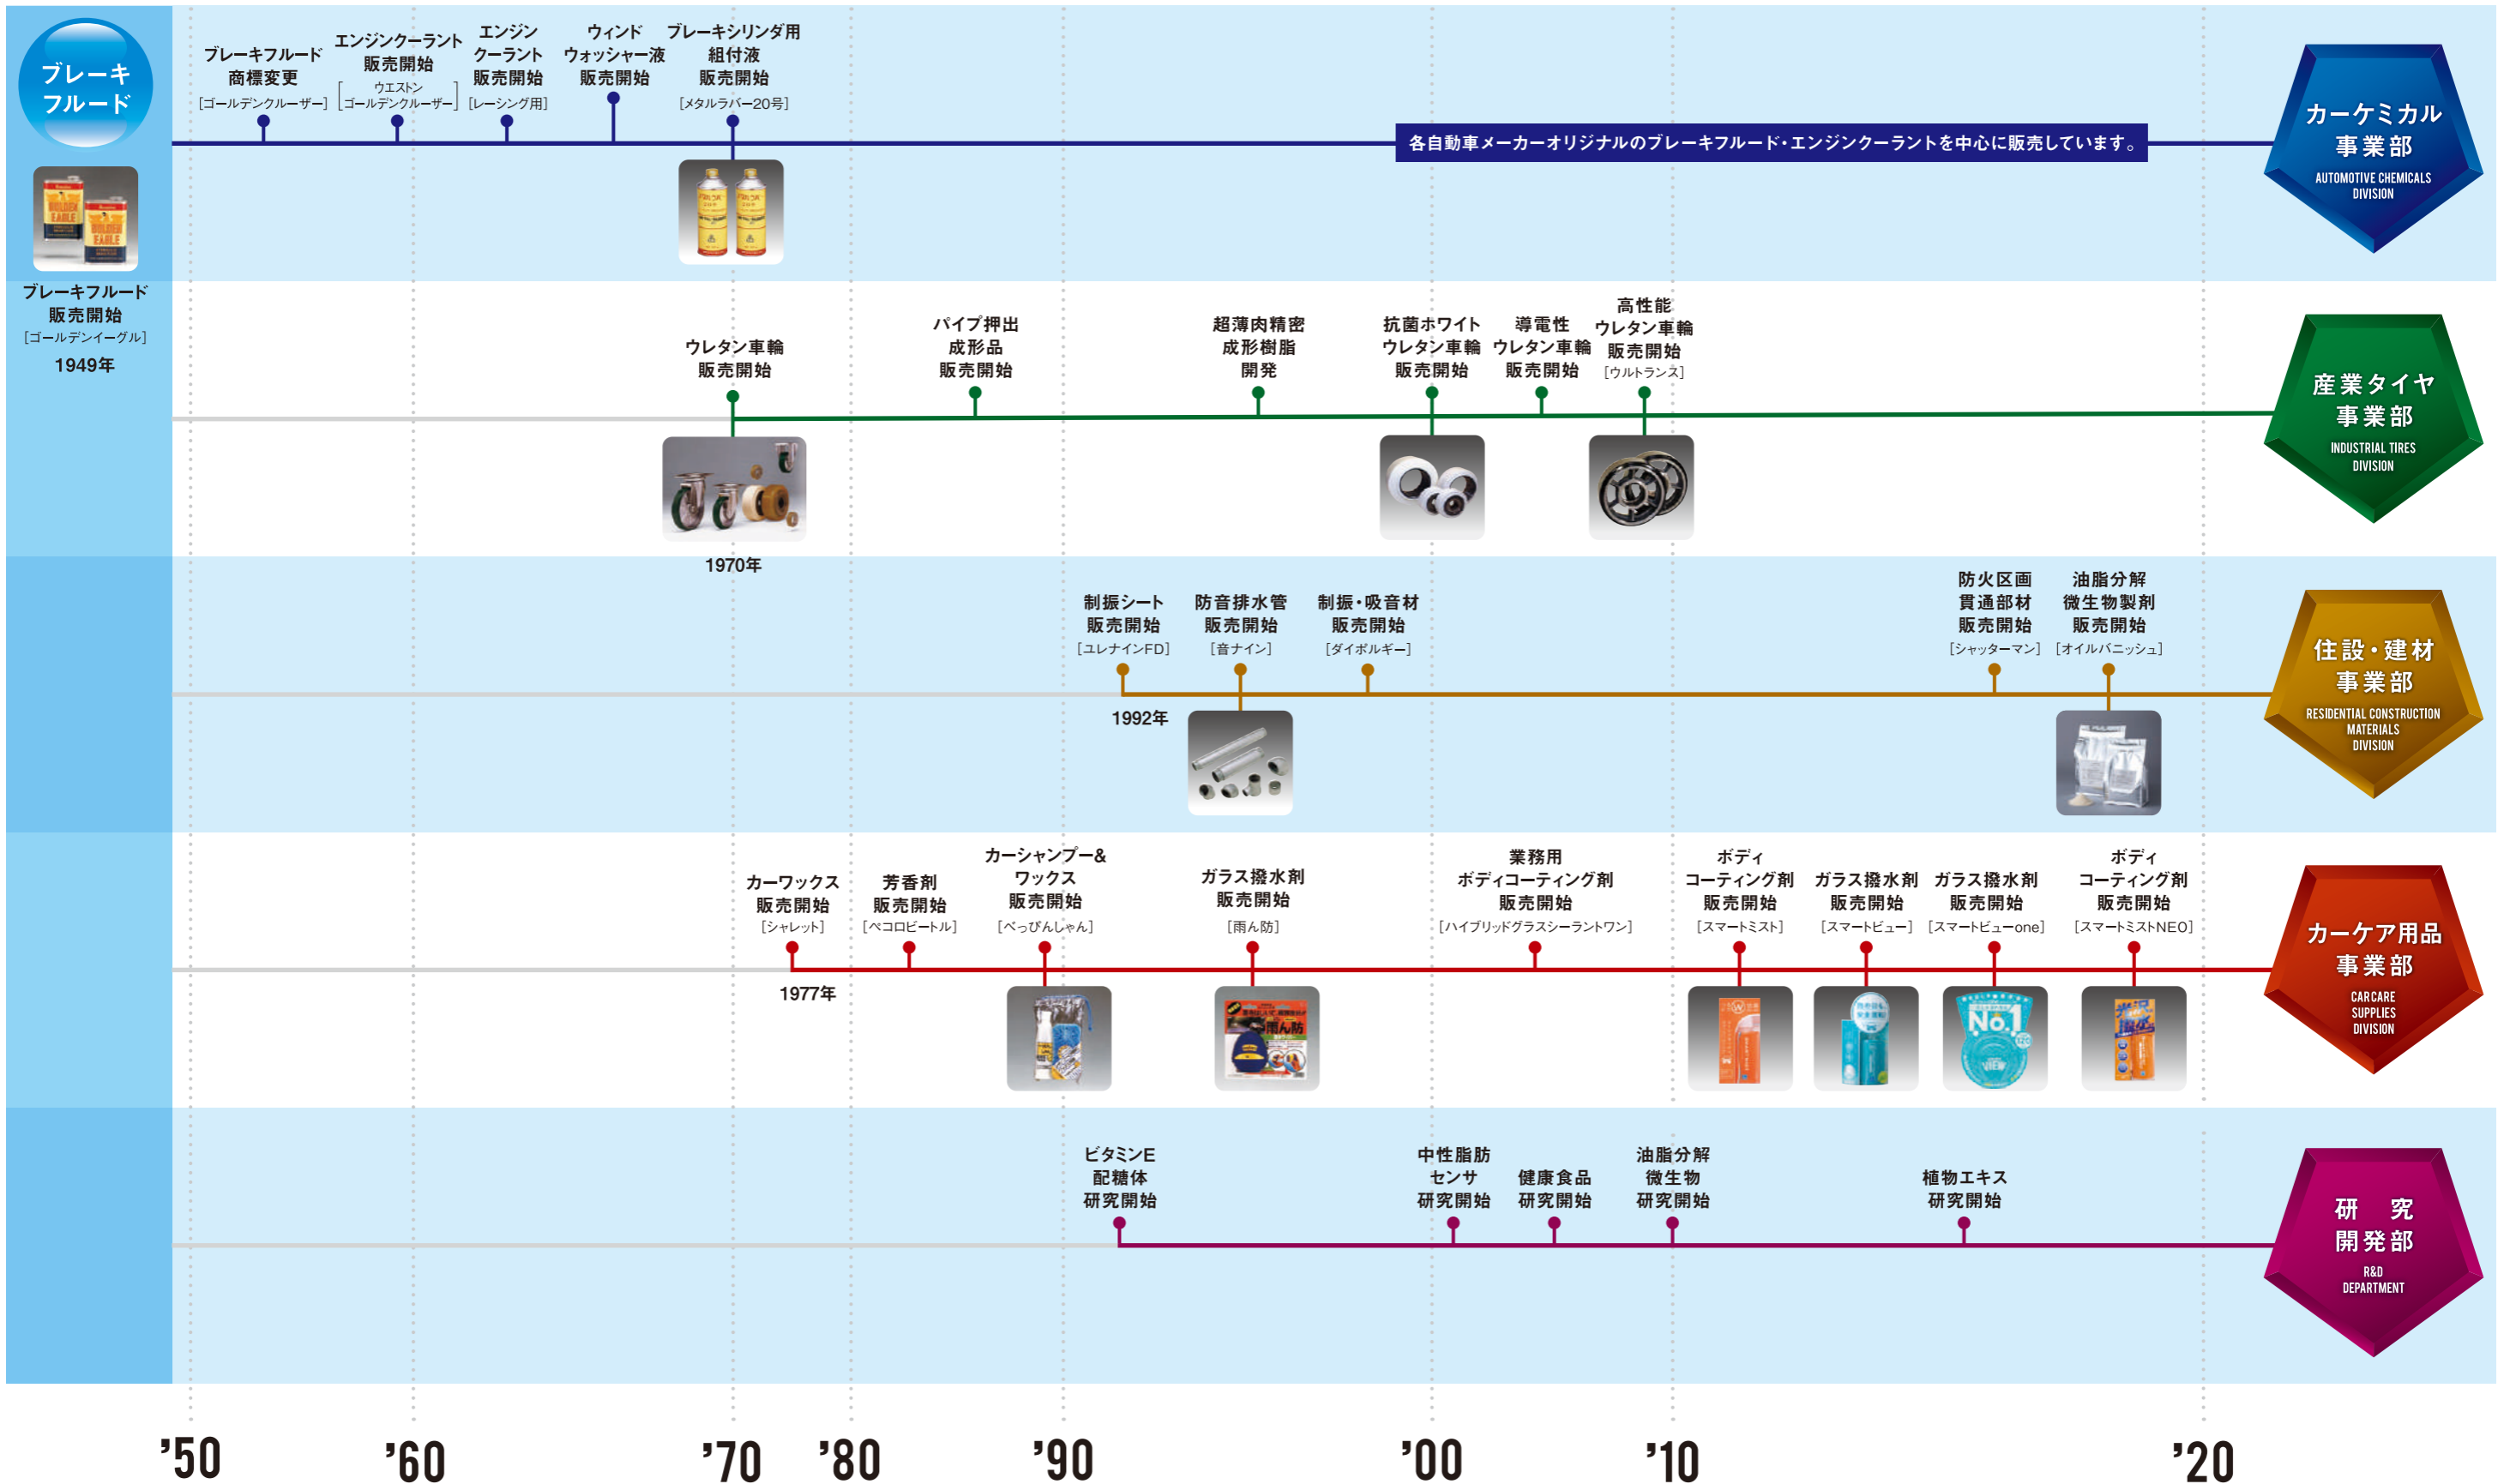 ブレーキ
フルード
ブレーキフルード
販売開始
[ゴールデンイーグル]
1949年
ブレーキフルード
商標変更
[ゴールデンクルーザー]
エンジンクーラント
販売開始
[ウエストン
ゴールデンクルーザー]
エンジン
クーラント
販売開始
[レーシング用]
ウィンド
ウォッシャー液
販売開始
ブレーキシリンダ用
組付液
販売開始
[メタルラバー20号]
各自動車メーカーオリジナルのブレーキフルード・エンジンクーラントを中心に販売しています。
カーケミカル
事業部
AUTOMOTIVE CHEMICALS
DIVISION
GOLDEN
EAGLE
ウレタン車輪
販売開始
1970年
パイプ押出
成形品
販売開始
超薄肉精密
成形樹脂
開発
抗菌ホワイト
ウレタン車輪
販売開始
導電性
ウレタン車輪
販売開始
高性能
ウレタン車輪
販売開始
[ウルトランス]
産業タイヤ
事業部
INDUSTRIAL TIRES
DIVISION
制振シート
販売開始
[ユレナインFD]
1992年
防音排水管
販売開始
[音ナイン]
制振・吸音材
販売開始
[ダイポルギー]
防火区画
貫通部材
販売開始
[シャッターマン]
油脂分解
微生物製剤
販売開始
[オイルバニッシュ]
住設・建材
事業部
RESIDENTIAL CONSTRUCTION
MATERIALS
DIVISION
カーワックス
販売開始
[シャレット]
1977年
芳香剤
販売開始
[ペコロビートル]
カーシャンプー&
ワックス
販売開始
[べっぴんしゃん]
ガラス撥水剤
販売開始
[雨ん防]
雨ん防
業務用
ボディコーティング剤
販売開始
[ハイブリッドグラスシーラントワン]
ボディ
コーティング剤
販売開始
[スマートミスト]
ガラス撥水剤
販売開始
[スマートビュー]
ガラス撥水剤
販売開始
[スマートビューone]
No.1
VIEW
ボディ
コーティング剤
販売開始
[スマートミストNEO]
カーケア用品
事業部
CAR CARE
SUPPLIES
DIVISION
ビタミンE
配糖体
研究開始
中性脂肪
センサ
研究開始
健康食品
研究開始
油脂分解
微生物
研究開始
植物エキス
研究開始
研 究
開発部
R&D
DEPARTMENT
'50
'60
'70
'80
'90
'00
'10
'20